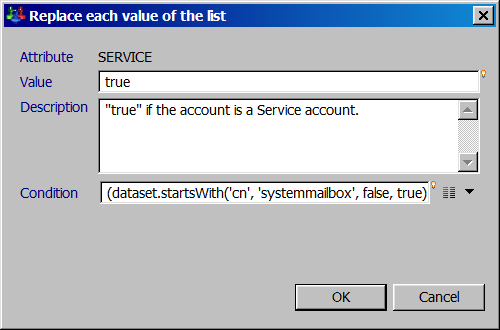 Replace each value of the list
Attribute SERVICE
Value true
Description "true" if the account is a Service account.
Condition (dataset.startsWith('cn', 'systemmailbox', false, true)
OK Cancel